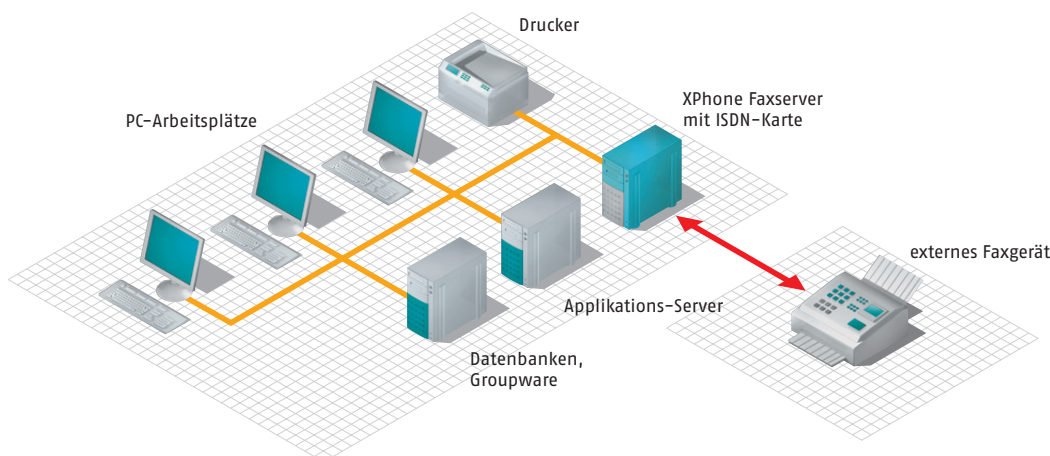 Drucker
XPhone Faxserver
mit ISDN-Karte
PC-Arbeitsplätze
externes Faxgerät
Applikations-Server
Datenbanken,
Groupware